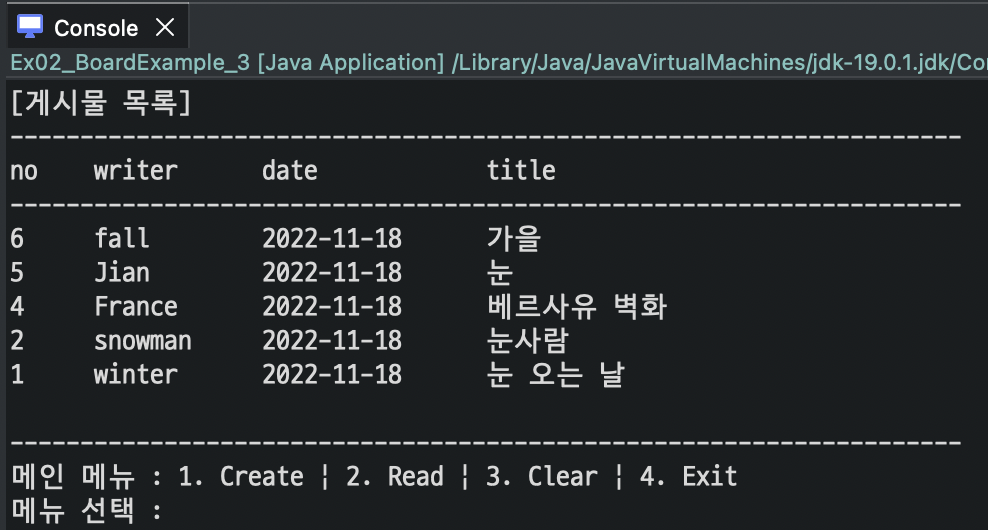 Console
Ex02_BoardExample_3 [Java Application] /Library/Java/JavaVirtualMachines/jdk-19.0.1.jdk/Co
[게시물 목록]
--------------------------------------------------------------------
no writer date title
--------------------------------------------------------------------
6 fall 2022-11-18 가을
5 Jian 2022-11-18 눈
4 France 2022-11-18 베르사유 벽화
2 snowman 2022-11-18 눈사람
1 winter 2022-11-18 눈 오는 날
--------------------------------------------------------------------
메인 메뉴 : 1. Create ¦ 2. Read ¦ 3. Clear ¦ 4. Exit
메뉴 선택 :